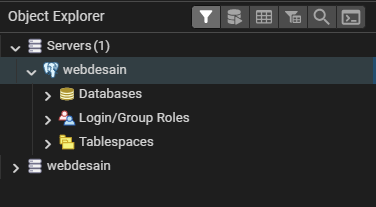 Object Explorer
Servers (1)
webdesain
Databases
Login/Group Roles
Tablespaces
webdesain